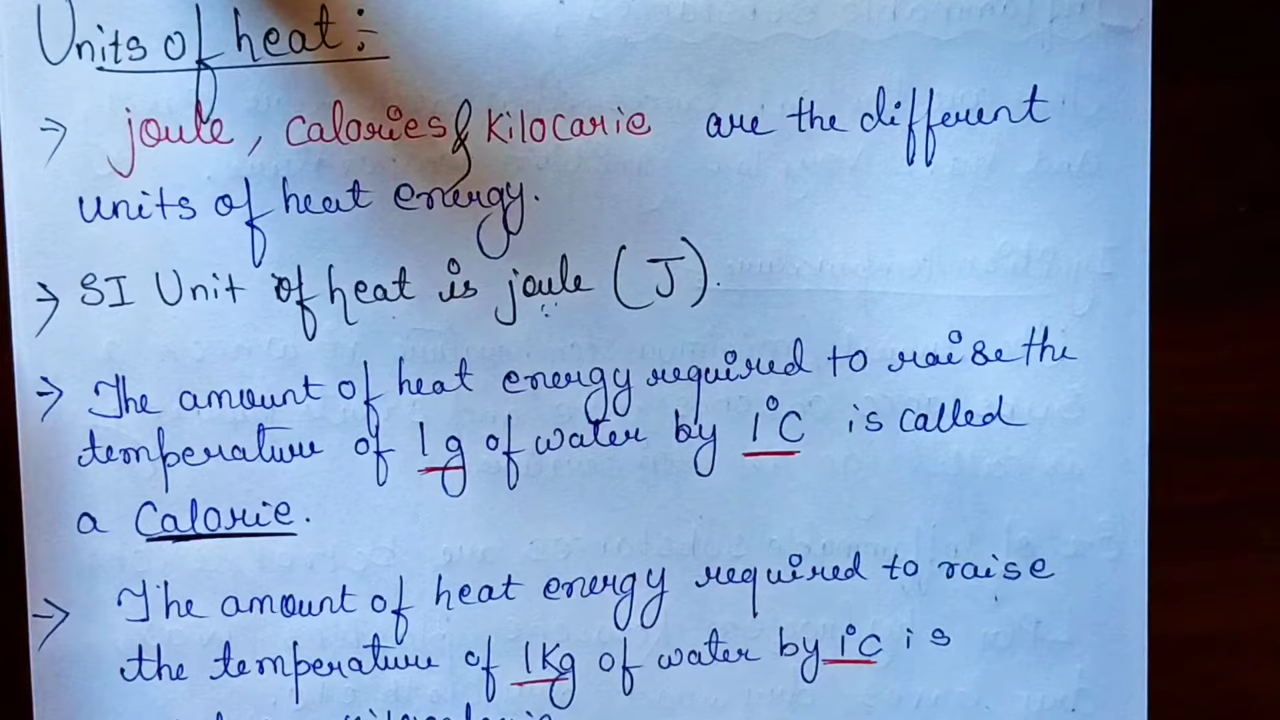 Units of heat :-
→ joule, calories & Kilocarie are the different
units of heat energy.
→ SI Unit of heat is joule (J).
→ The amount of heat energy required to raise the
temperature of 1g of water by 1°C is called
a Calorie.
→ The amount of heat energy required to raise
the temperature of 1Kg of water by 1°C is